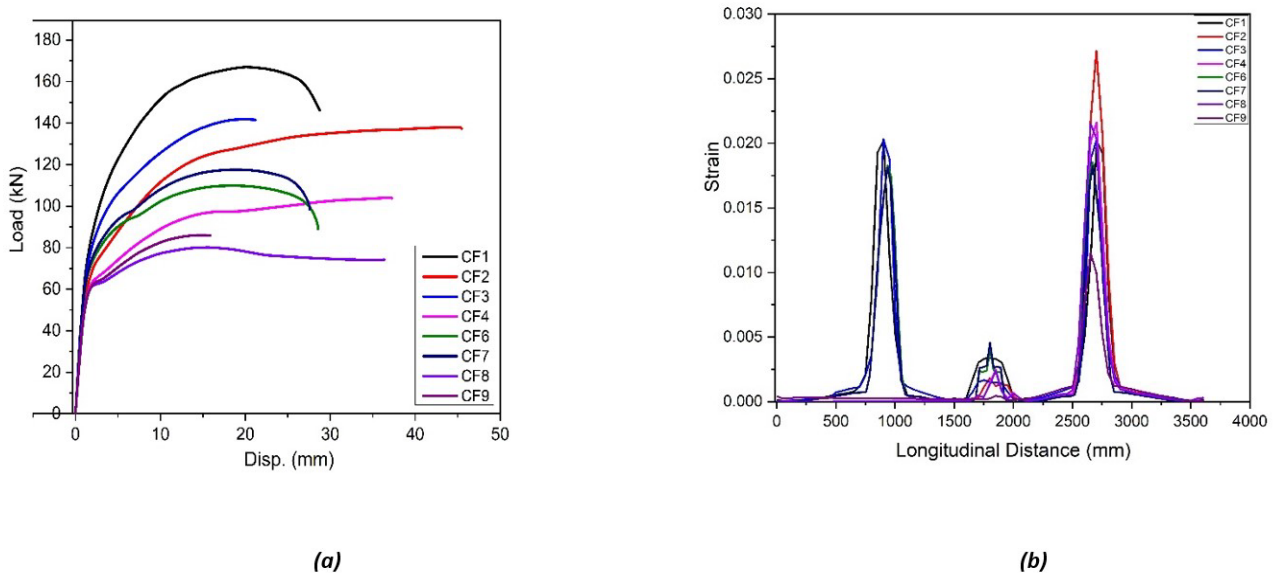 180
160
140
120
100
80
60
40
20
0
Load (kN)
0 10 20 30 40 50
Disp. (mm)
CF1
CF2
CF3
CF4
CF6
CF7
CF8
CF9
(a)
0.030
0.025
0.020
0.015
0.010
0.005
0.000
Strain
0 500 1000 1500 2000 2500 3000 3500 4000
Longitudinal Distance (mm)
CF1
CF2
CF3
CF4
CF6
CF7
CF8
CF9
(b)